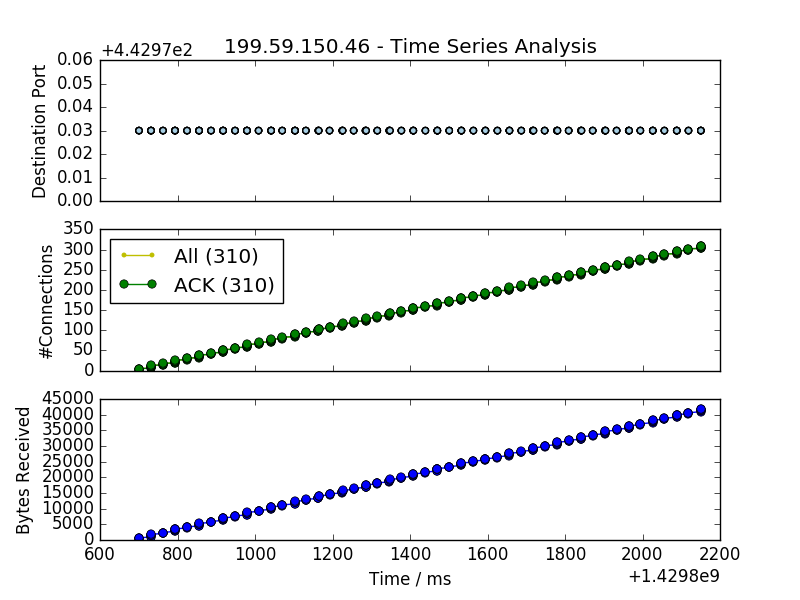 +4.4297e2
199.59.150.46 - Time Series Analysis
0.06
0.05
0.04
0.03
0.02
0.01
0.00
Destination Port
350
300
250
200
150
100
50
0
#Connections
All (310)
ACK (310)
45000
40000
35000
30000
25000
20000
15000
10000
5000
0
Bytes Received
600 800 1000 1200 1400 1600 1800 2000 2200
Time / ms
+1.4298e9